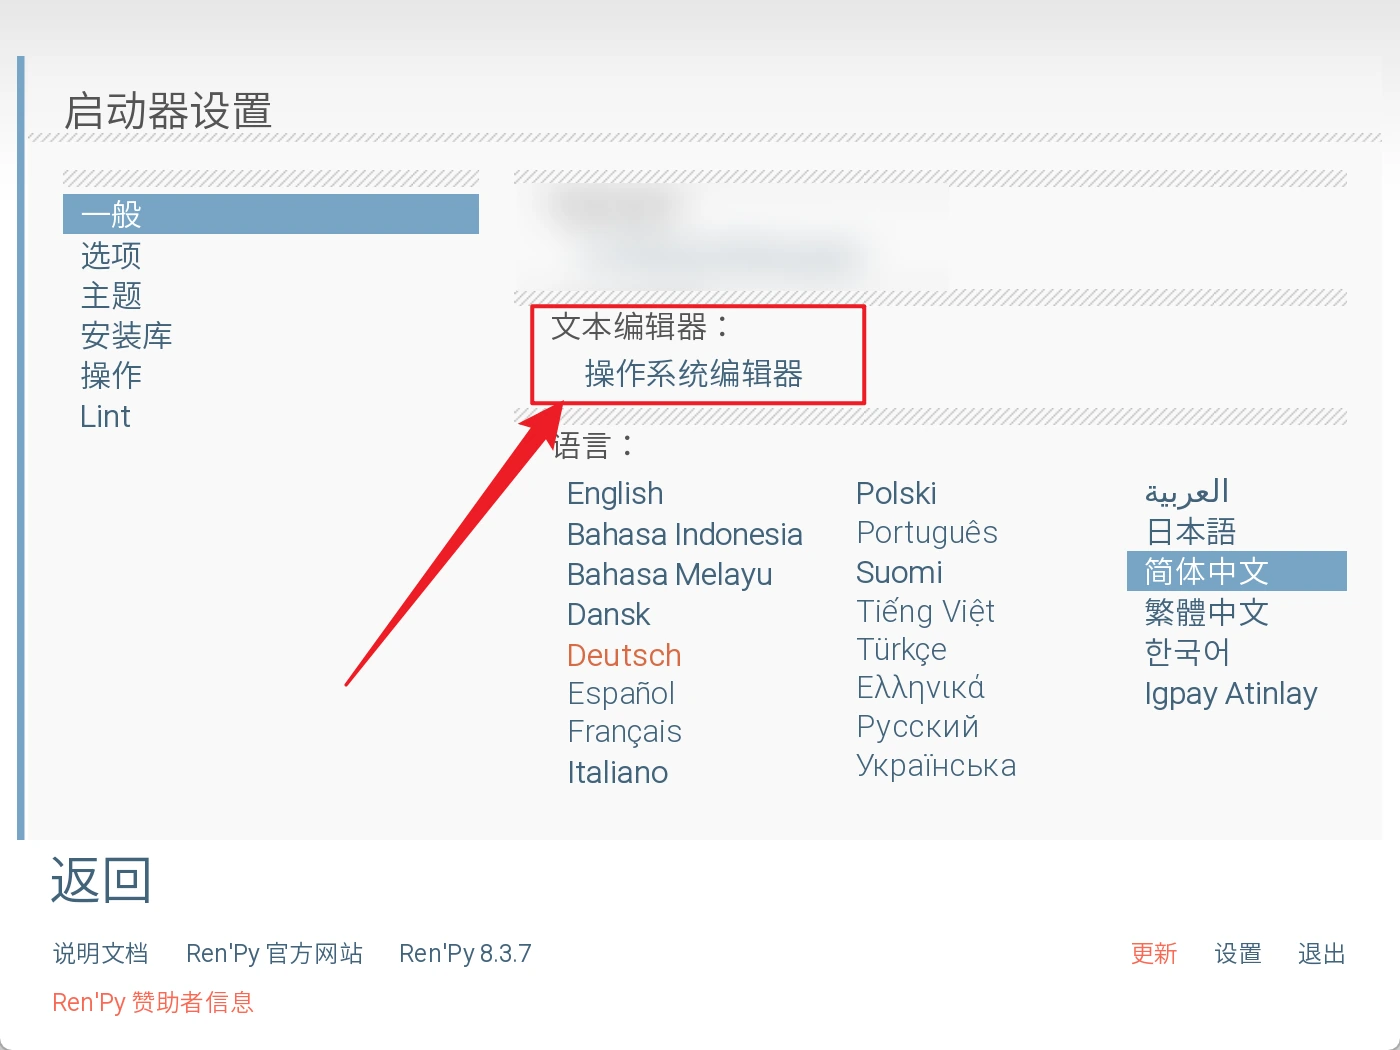 启动器设置
一般
选项
主题
安装库
操作
Lint
文本编辑器：
操作系统编辑器
语言：
English
Bahasa Indonesia
Bahasa Melayu
Dansk
Deutsch
Español
Français
Italiano
Polski
Português
Suomi
Tiếng Việt
Türkçe
Ελληνικά
Русский
Українська
العربية
日本語
简体中文
繁體中文
한국어
Igpay Atinlay
返回
说明文档 Ren'Py 官方网站 Ren'Py 8.3.7 更新 设置 退出
Ren'Py 赞助者信息